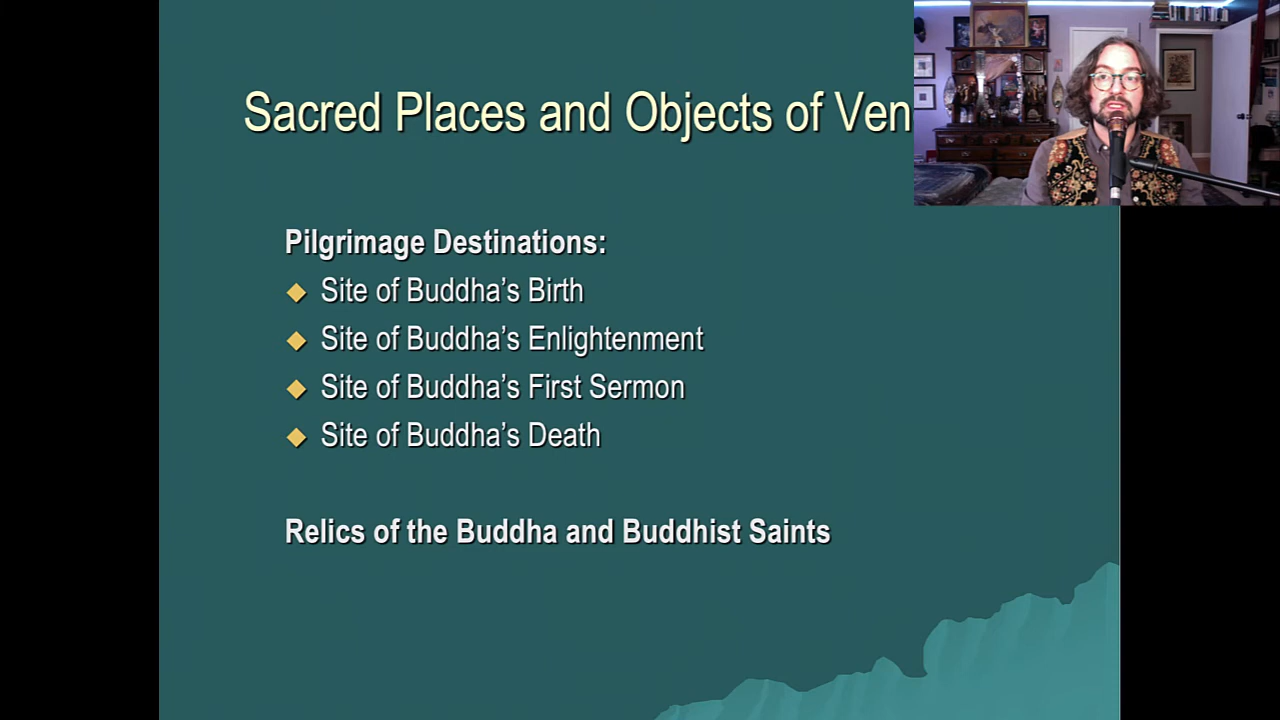 Sacred Places and Objects of
Pilgrimage Destinations:
Site of Buddha's Birth
Site of Buddha's Enlightenment
Site of Buddha's First Sermon
Site of Buddha's Death
Relics of the Buddha and Buddhist Saints